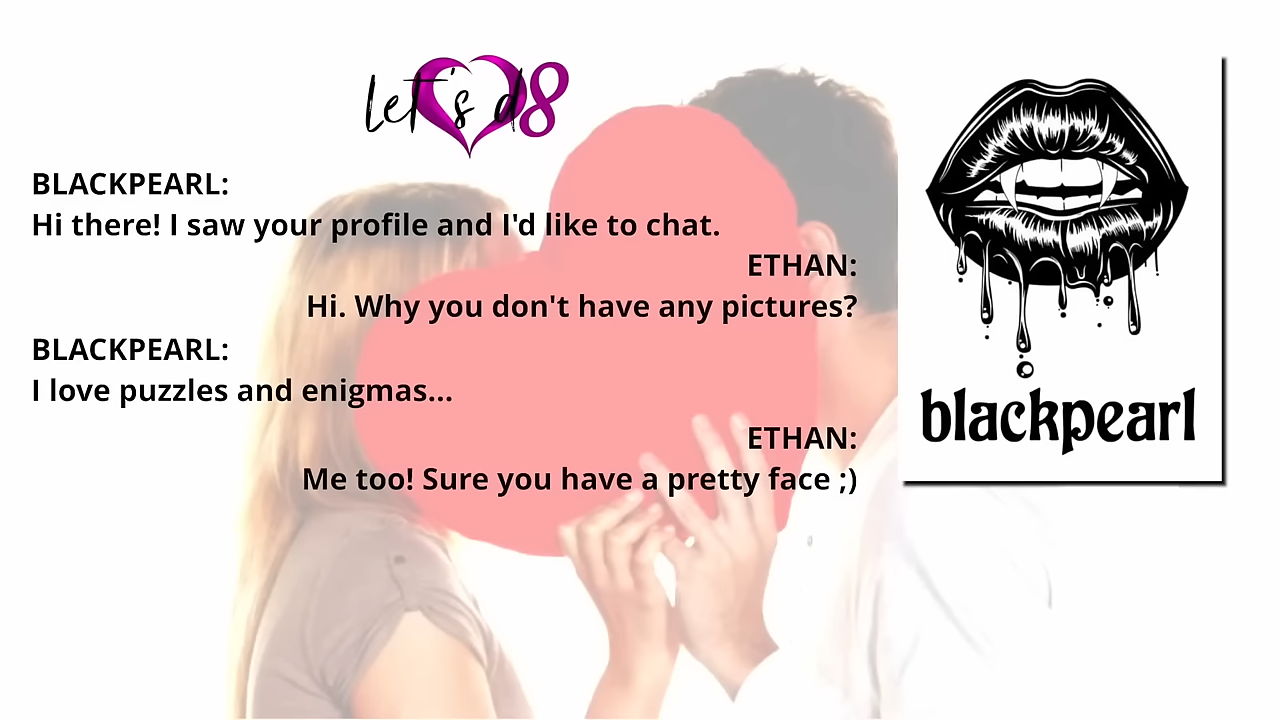 Let's d8
BLACKPEARL:
Hi there! I saw your profile and I'd like to chat.
ETHAN:
Hi. Why you don't have any pictures?
BLACKPEARL:
I love puzzles and enigmas...
ETHAN:
Me too! Sure you have a pretty face ;)
blackpearl